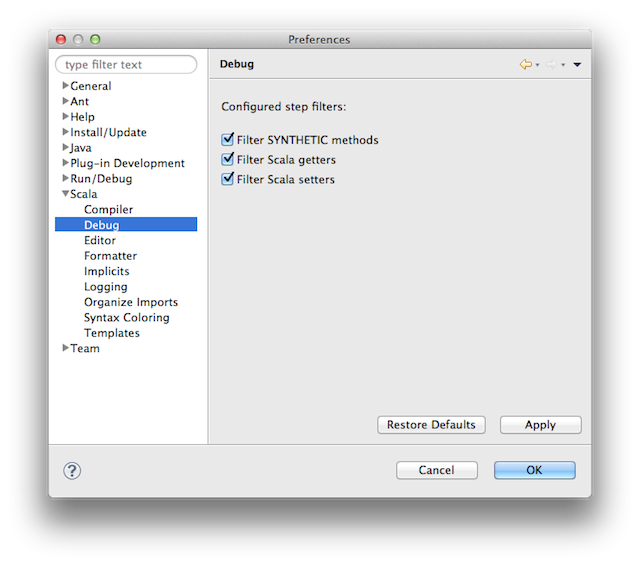 Preferences
type filter text
General
Ant
Help
Install/Update
Java
Plug-in Development
Run/Debug
Scala
Compiler
Debug
Editor
Formatter
Implicits
Logging
Organize Imports
Syntax Coloring
Templates
Team
Debug
Configured step filters:
Filter SYNTHETIC methods
Filter Scala getters
Filter Scala setters
Restore Defaults
Apply
?
Cancel
OK